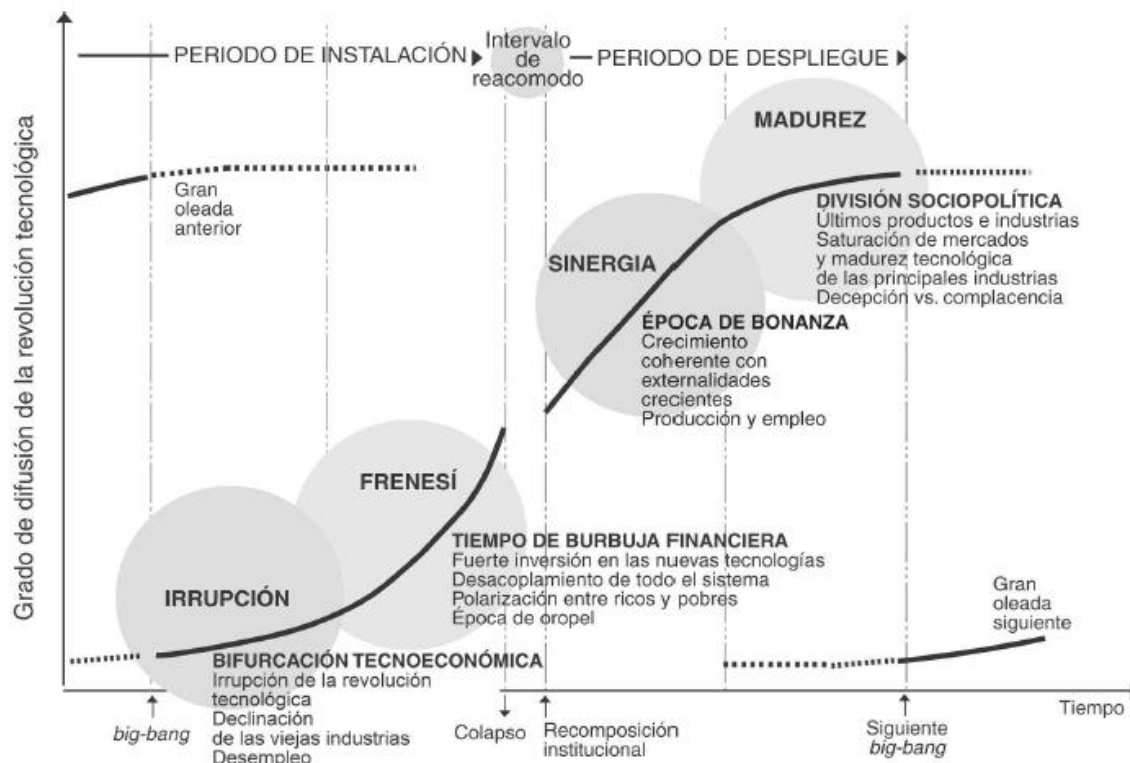 PERIODO DE INSTALACIÓN
Intervalo
de
reacomodo
PERIODO DE DESPLIEGUE
Grado de difusión de la revolución tecnológica
Gran
oleada
anterior
MADUREZ
DIVISIÓN SOCIOPOLÍTICA
Últimos productos e industrias
Saturación de mercados
y madurez tecnológica
de las principales industrias
Decepción vs. complacencia
SINERGIA
ÉPOCA DE BONANZA
Crecimiento
coherente con
externalidades
crecientes
Producción y empleo
FRENESÍ
TIEMPO DE BURBUJA FINANCIERA
Fuerte inversión en las nuevas tecnologías
Desacoplamiento de todo el sistema
Polarización entre ricos y pobres
Época de oropel
IRRUPCIÓN
BIFURCACIÓN TECNOECONÓMICA
Irrupción de la revolución
tecnológica
Declinación
de las viejas industrias
Desempleo
Gran
oleada
siguiente
big-bang
Colapso
Recomposición
institucional
Siguiente
big-bang
Tiempo